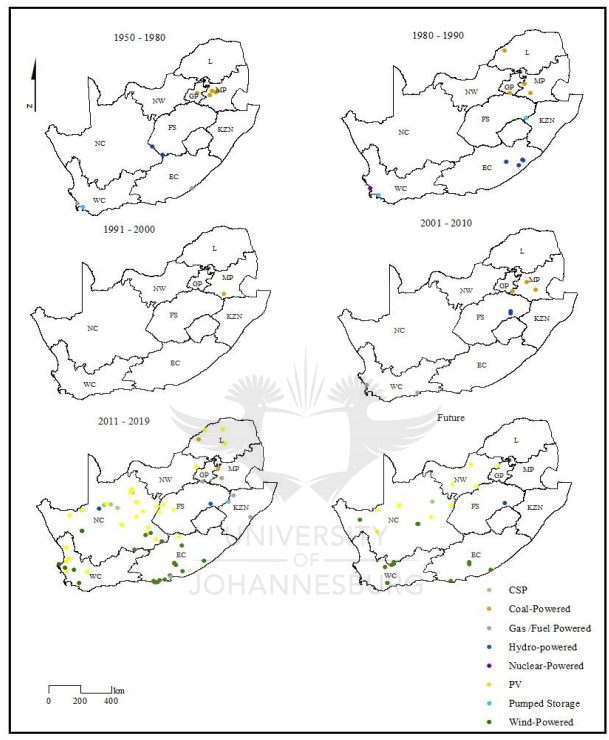 1950 - 1980
1980 - 1990
N
L
NW
GP
MP
FS
KZN
NC
EC
WC
L
NW
GP
MP
FS
KZN
NC
EC
WC
1991 - 2000
2001 - 2010
L
NW
GP
MP
FS
KZN
NC
EC
WC
L
NW
GP
MP
FS
KZN
NC
EC
WC
2011 - 2019
Future
L
NW
GP
MP
FS
KZN
NC
EC
WC
L
NW
GP
MP
FS
KZN
NC
EC
WC
UNIVERSITY
OF
JOHANNESBURG
CSP
Coal-Powered
Gas /Fuel Powered
Hydro-powered
Nuclear-Powered
PV
Pumped Storage
Wind-Powered
km
0 200 400